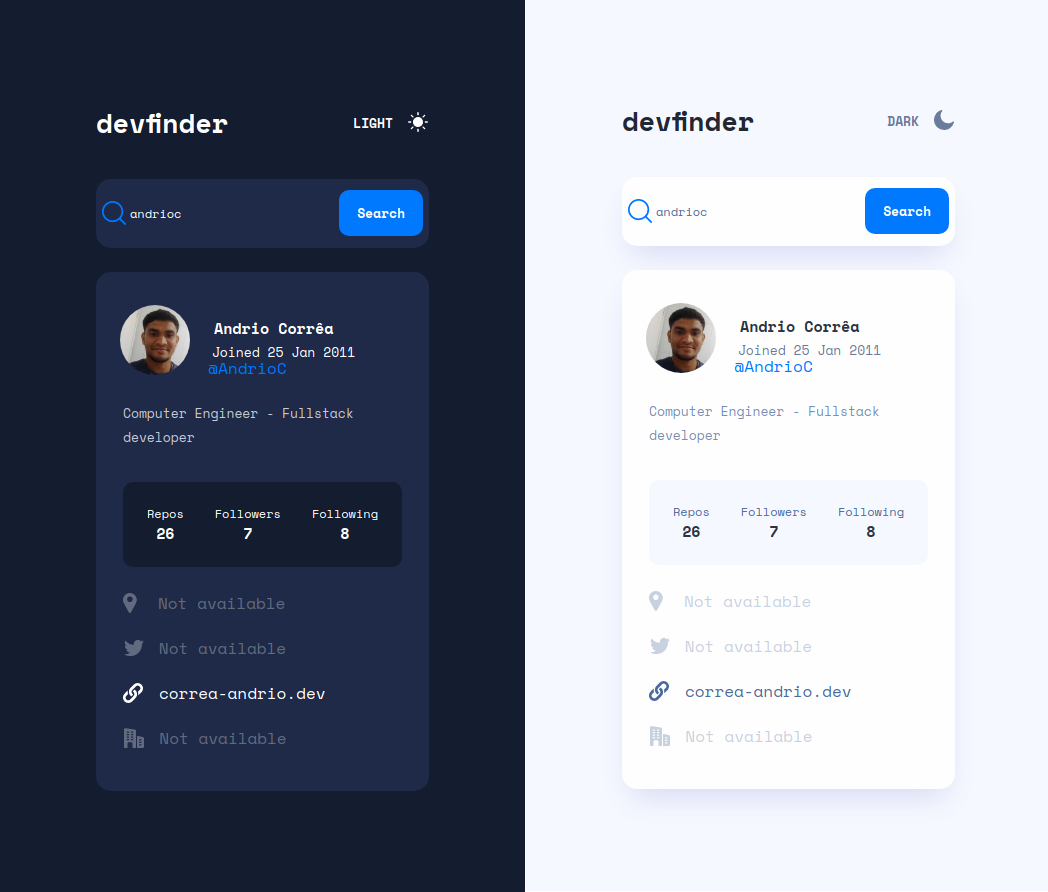 devfinder
LIGHT
andrioc
Search
Andrio Corrêa
Joined 25 Jan 2011
@AndrioC
Computer Engineer - Fullstack
developer
Repos Followers Following
26 7 8
Not available
Not available
correa-andrio.dev
Not available
devfinder
DARK
andrioc
Search
Andrio Corrêa
Joined 25 Jan 2011
@AndrioC
Computer Engineer - Fullstack
developer
Repos Followers Following
26 7 8
Not available
Not available
correa-andrio.dev
Not available